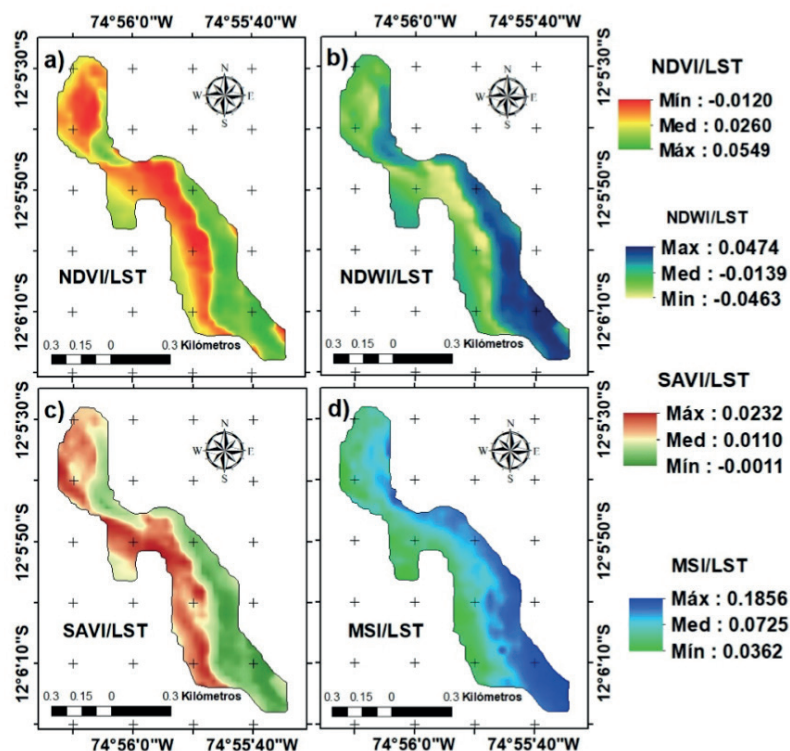 74°56'0"W 74°55'40"W 74°56'0"W 74°55'40"W
a)
N
W E
S
12°5'30"S
12°5'50"S
12°6'10"S
NDVI/LST
0.3 0.15 0 0.3 Kilómetros
b)
N
W E
S
12°5'30"S
12°5'50"S
12°6'10"S
NDWI/LST
0.3 0.15 0 0.3 Kilómetros
NDVI/LST
Mín : -0.0120
Med : 0.0260
Máx : 0.0549
NDWI/LST
Max : 0.0474
Med : -0.0139
Min : -0.0463
c)
N
W E
S
12°5'30"S
12°5'50"S
12°6'10"S
SAVI/LST
0.3 0.15 0 0.3 Kilómetros
d)
N
W E
S
12°5'30"S
12°5'50"S
12°6'10"S
MSI/LST
0.3 0.15 0 0.3 Kilómetros
SAVI/LST
Máx : 0.0232
Med : 0.0110
Mín : -0.0011
MSI/LST
Máx : 0.1856
Med : 0.0725
Mín : 0.0362
74°56'0"W 74°55'40"W 74°56'0"W 74°55'40"W